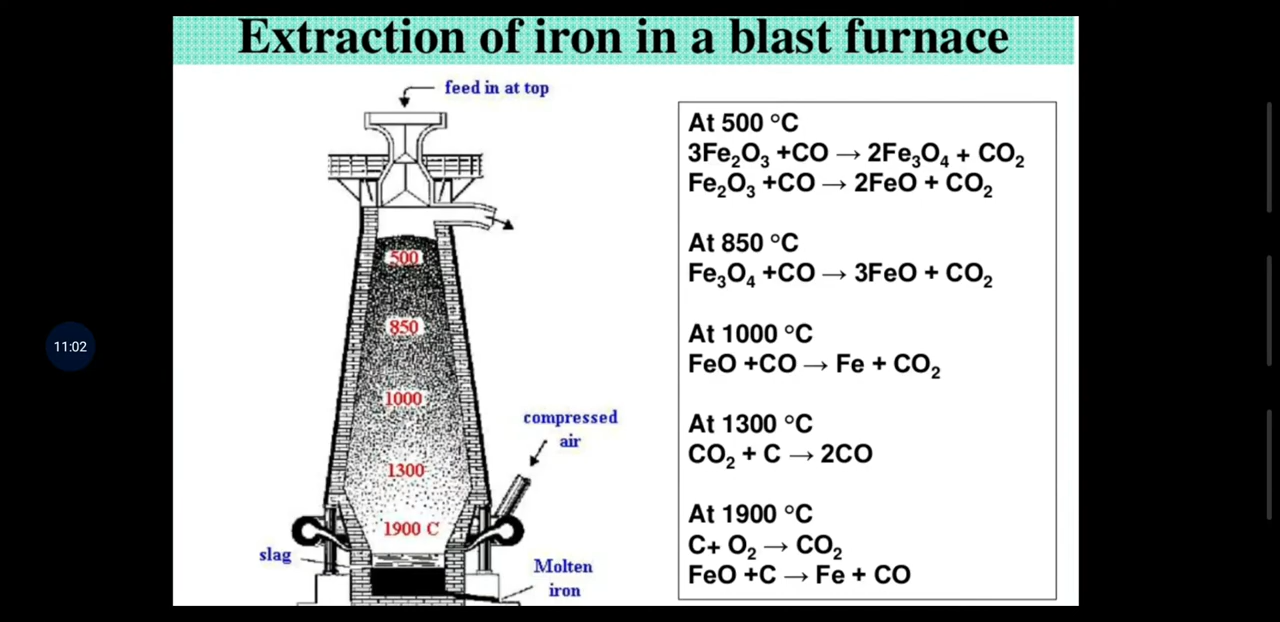 Extraction of iron in a blast furnace
feed in at top
500
850
1000
1300
1900 C
compressed
air
slag
Molten
iron
At 500 °C
3Fe₂O₃ +CO → 2Fe₃O₄ + CO₂
Fe₂O₃ +CO → 2FeO + CO₂
At 850 °C
Fe₃O₄ +CO → 3FeO + CO₂
At 1000 °C
FeO +CO → Fe + CO₂
At 1300 °C
CO₂ + C → 2CO
At 1900 °C
C+ O₂ → CO₂
FeO +C → Fe + CO
11:02